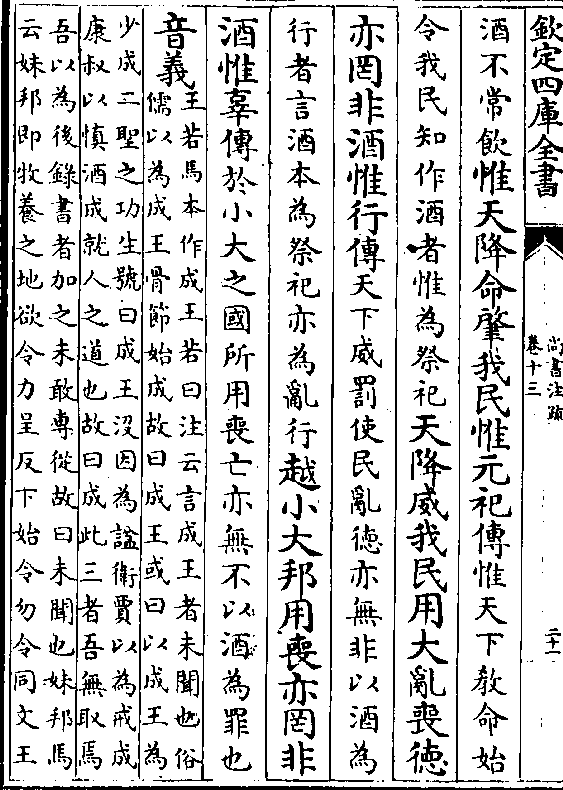 欽定四庫全書
尚書注疏
卷十三
二十一
酒不常飲惟天降命肇我民惟元祀傳惟天下教命始
令我民知作酒者惟為祭祀天降威我民用大亂喪德
亦罔非酒惟行傳天下威罰使民亂德亦無非以酒為
行者言酒本為祭祀亦為亂行越小大邦用喪亦罔非
酒惟辜傳於小大之國所用喪亡亦無不以酒為罪也
音義
王若馬本作成王若曰注云言成王者未聞也俗
儒以為成王骨節始成故曰成王或曰以成王為
少成二聖之功生號曰成王沒因為謚衛賈以為戒成
康叔以慎酒成就人之道也故曰成此三者吾無取焉
吾以為後錄書者加之未敢專從故曰未聞也妹邦馬
云妹邦即牧養之地欲令力呈反下始令勿令同文王